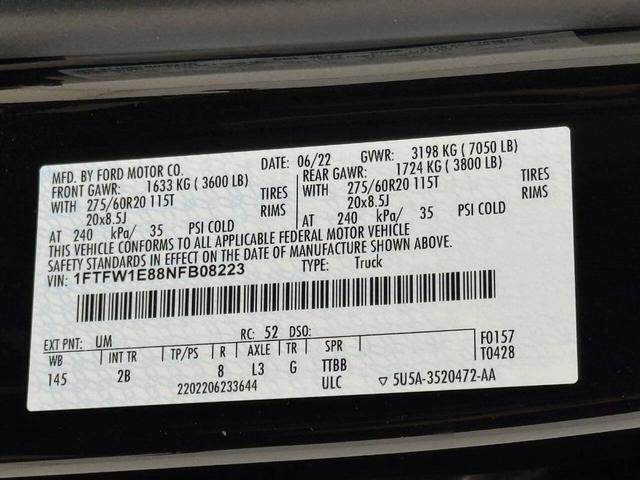 MFD. BY FORD MOTOR CO. DATE: 06/22 GVWR: 3198 KG ( 7050 LB)
FRONT GAWR: 1633 KG ( 3600 LB) REAR GAWR: 1724 KG ( 3800 LB)
WITH 275/60R20 115T TIRES WITH 275/60R20 115T TIRES
20x8.5J RIMS 20x8.5J RIMS
AT 240 kPa/ 35 PSI COLD AT 240 kPa/ 35 PSI COLD
THIS VEHICLE CONFORMS TO ALL APPLICABLE FEDERAL MOTOR VEHICLE
SAFETY STANDARDS IN EFFECT ON THE DATE OF MANUFACTURE SHOWN ABOVE.
VIN: 1FTFW1E88NFB08223 TYPE: Truck
EXT PNT: UM RC: 52 DSO: F0157
WB INT TR TP/PS R AXLE TR SPR T0428
145 2B 8 L3 G TTBB
2202206233644 ULC ▽ 5U5A-3520472-AA